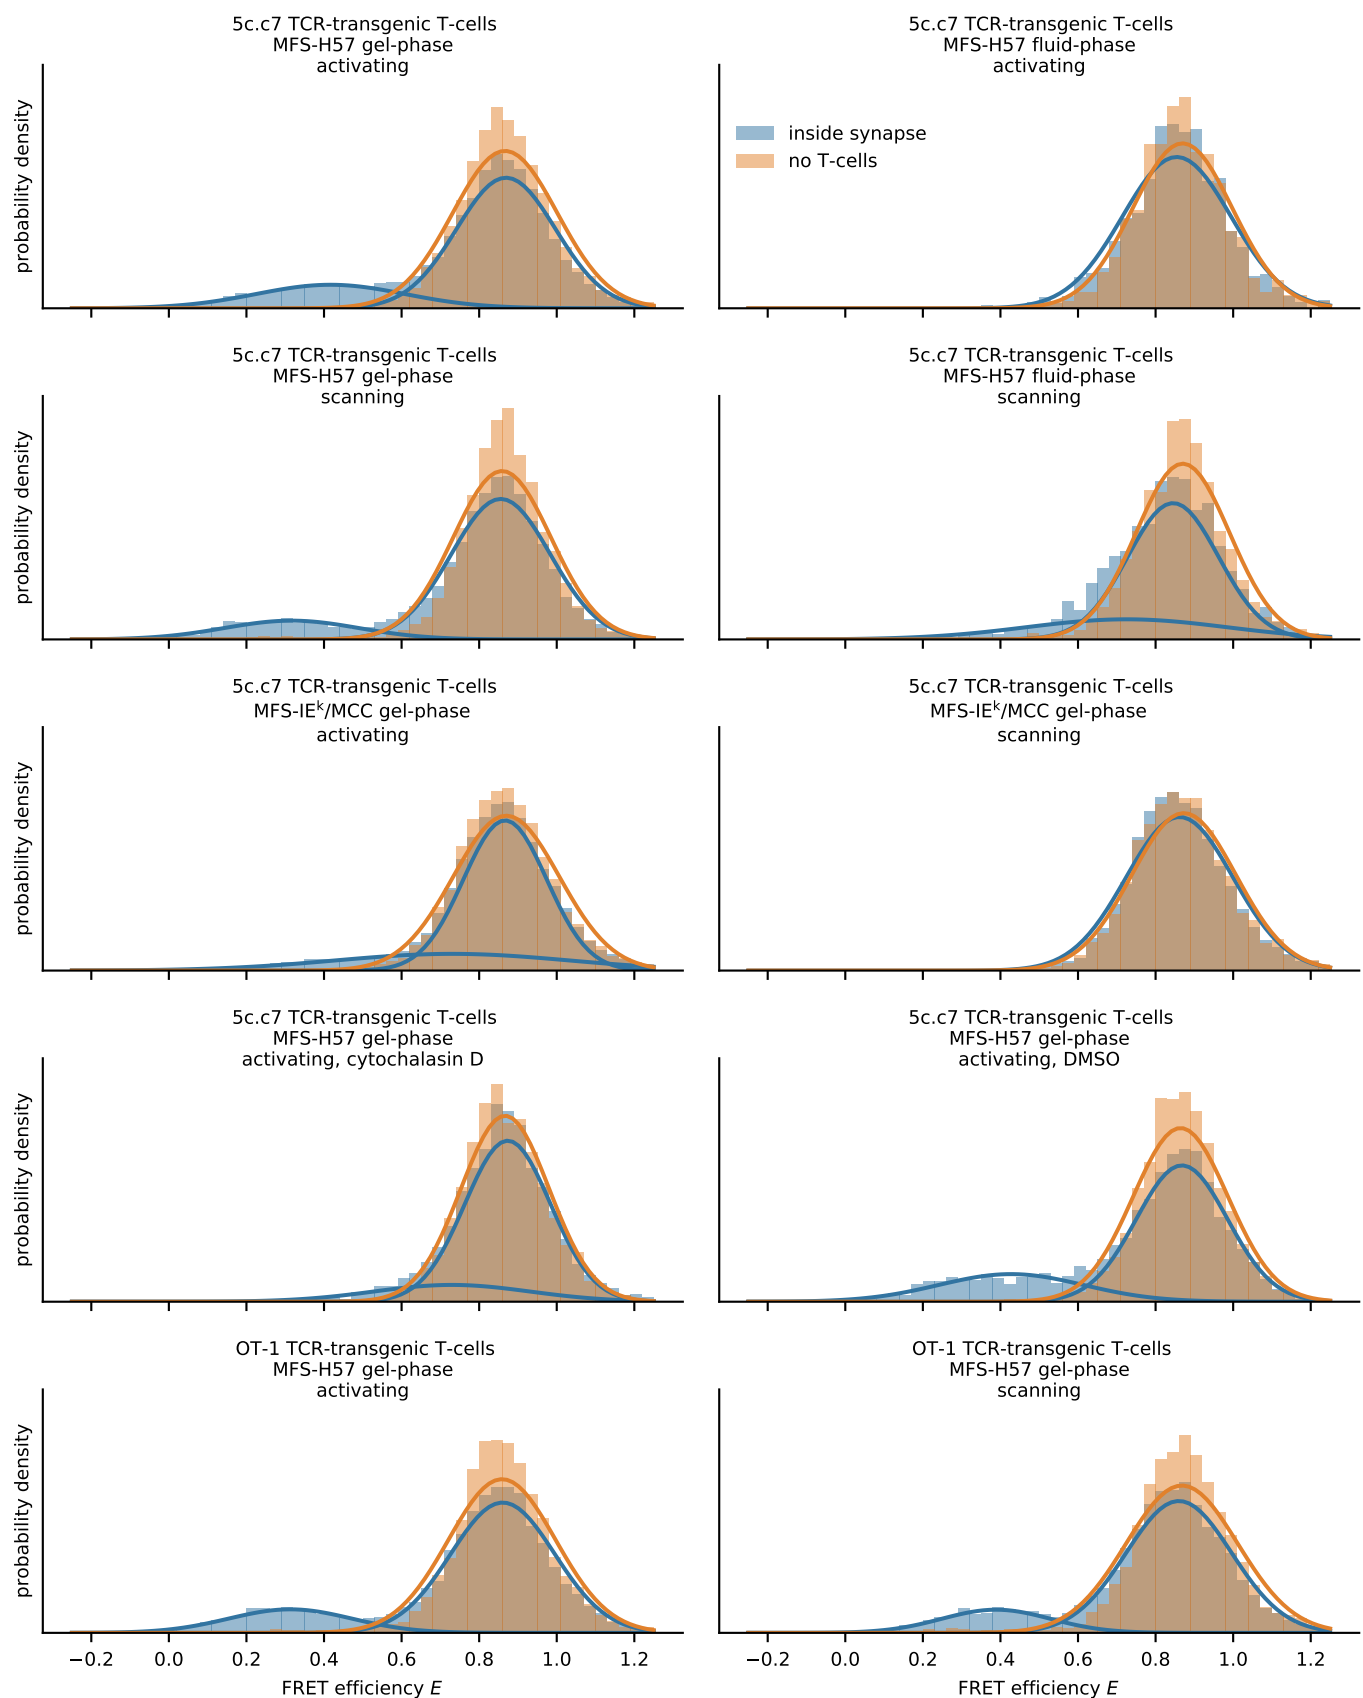 5c.c7 TCR-transgenic T-cells
MFS-H57 gel-phase
activating
probability density
5c.c7 TCR-transgenic T-cells
MFS-H57 fluid-phase
activating
inside synapse
no T-cells
5c.c7 TCR-transgenic T-cells
MFS-H57 gel-phase
scanning
probability density
5c.c7 TCR-transgenic T-cells
MFS-H57 fluid-phase
scanning
5c.c7 TCR-transgenic T-cells
MFS-IEᵏ/MCC gel-phase
activating
probability density
5c.c7 TCR-transgenic T-cells
MFS-IEᵏ/MCC gel-phase
scanning
5c.c7 TCR-transgenic T-cells
MFS-H57 gel-phase
activating, cytochalasin D
probability density
5c.c7 TCR-transgenic T-cells
MFS-H57 gel-phase
activating, DMSO
OT-1 TCR-transgenic T-cells
MFS-H57 gel-phase
activating
probability density
−0.2 0.0 0.2 0.4 0.6 0.8 1.0 1.2
FRET efficiency E
OT-1 TCR-transgenic T-cells
MFS-H57 gel-phase
scanning
−0.2 0.0 0.2 0.4 0.6 0.8 1.0 1.2
FRET efficiency E